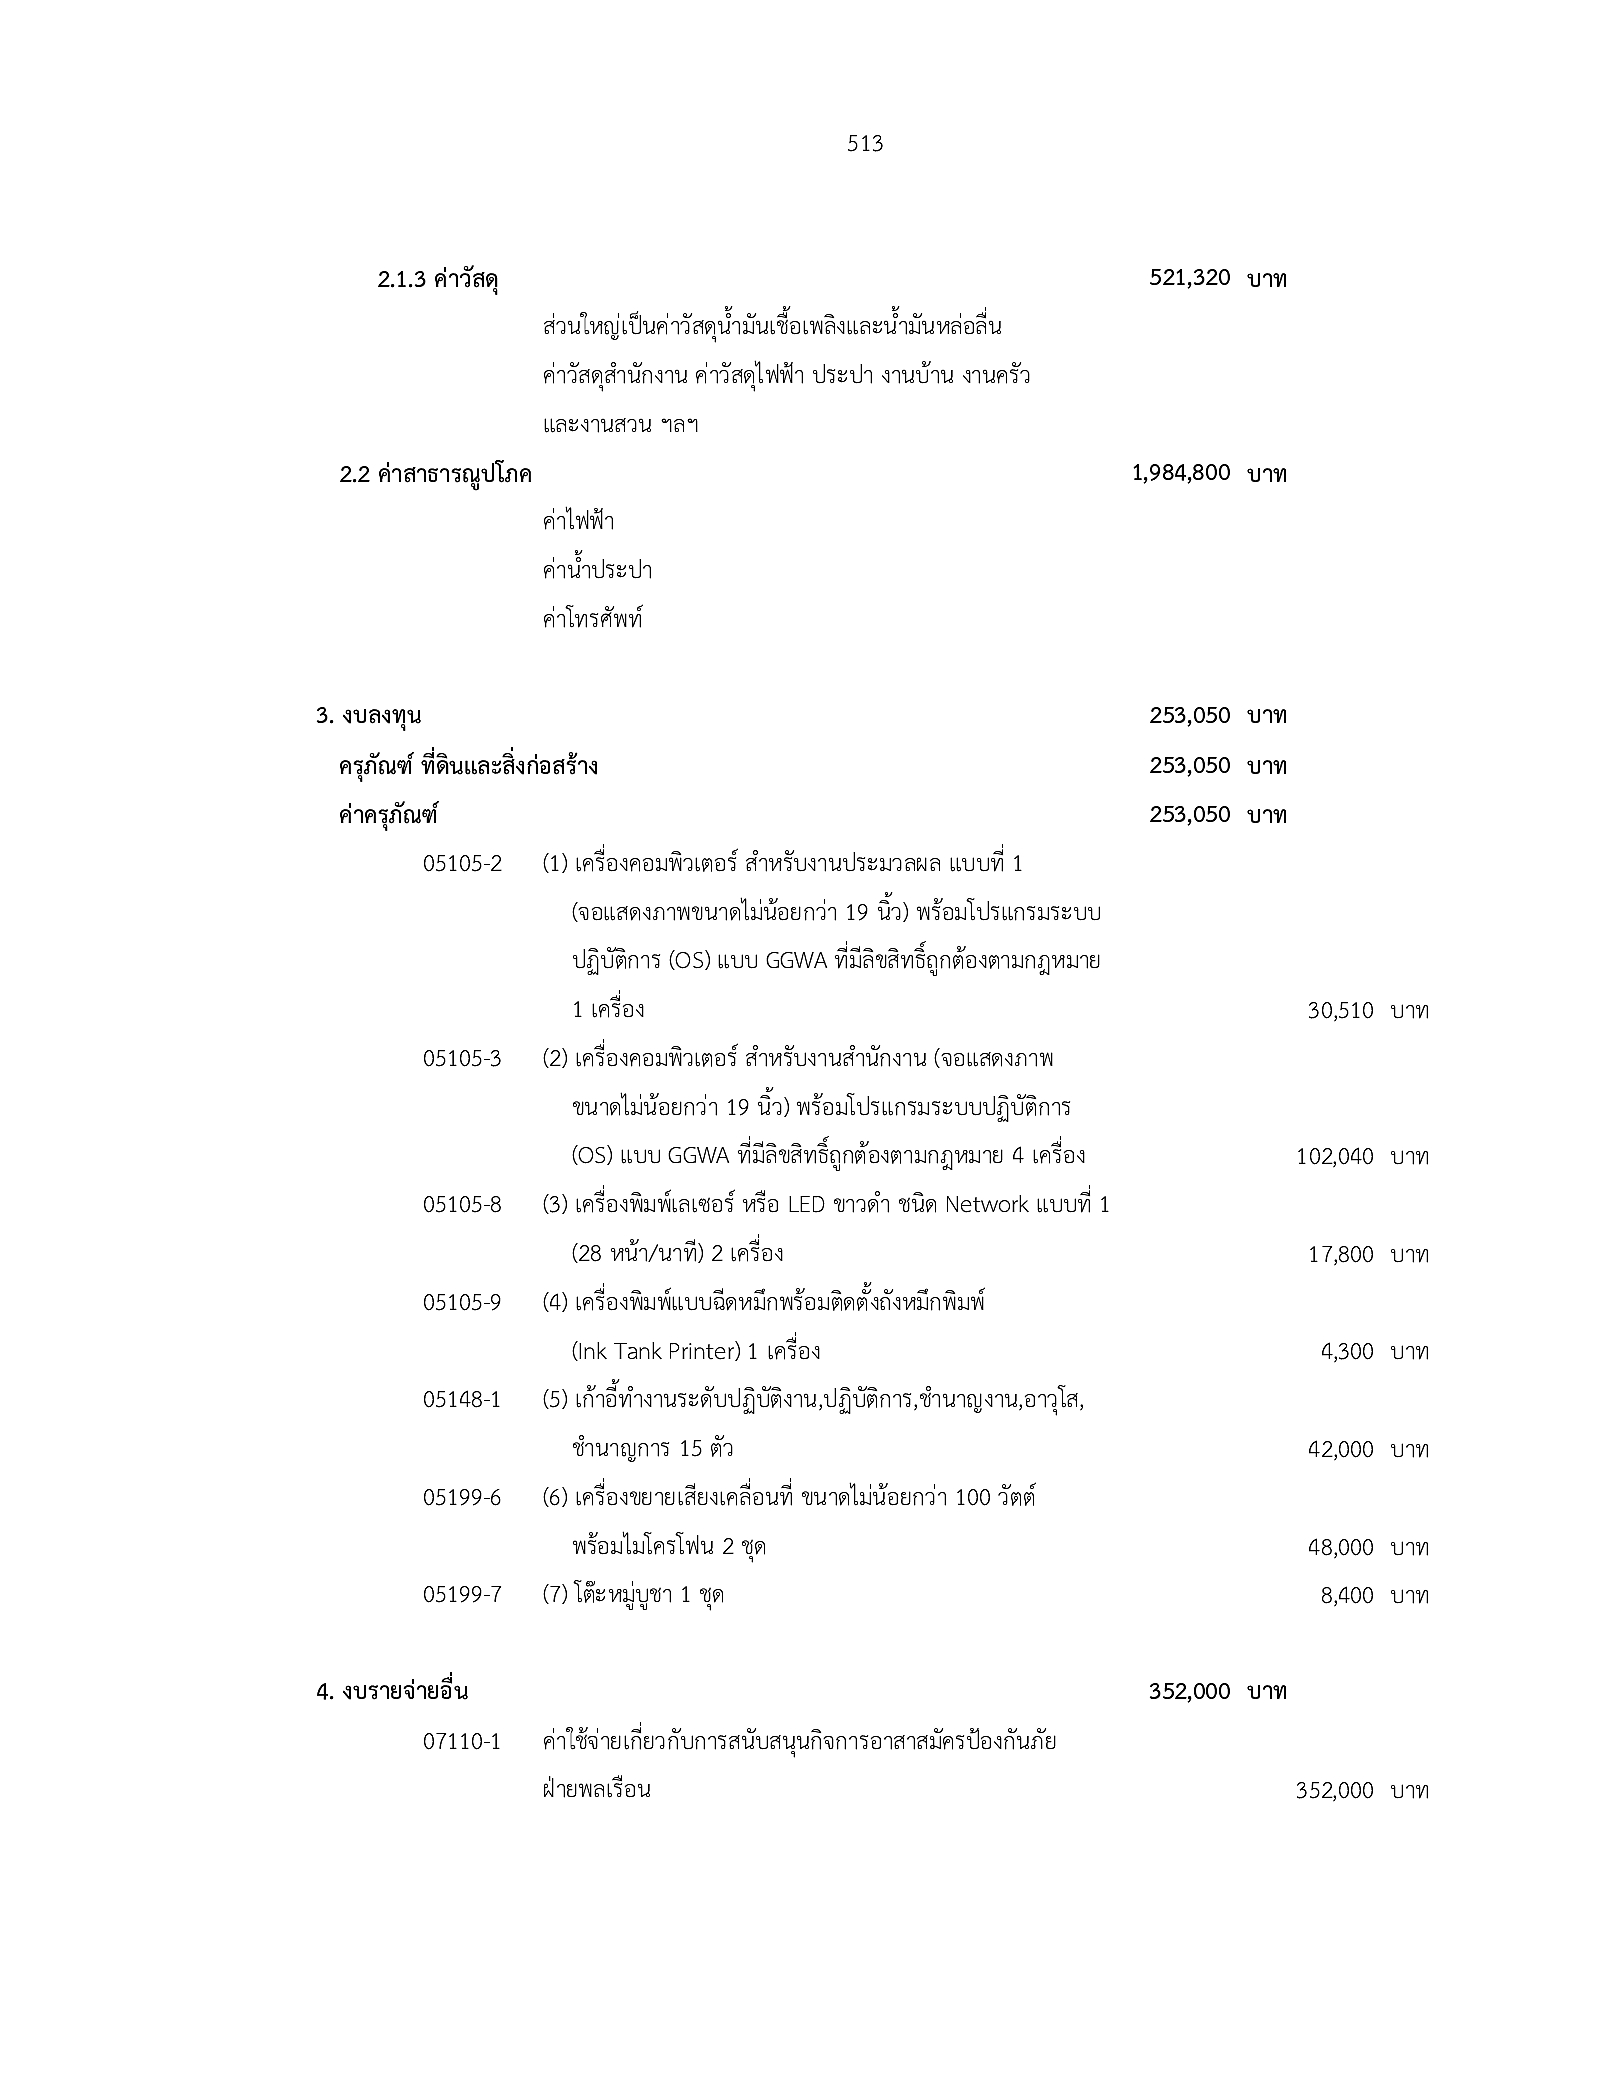 513
2.1.3 ค่าวัสดุ 521,320 บาท
ส่วนใหญ่เป็นค่าวัสดุน้ำมันเชื้อเพลิงและน้ำมันหล่อลื่น
ค่าวัสดุสำนักงาน ค่าวัสดุไฟฟ้า ประปา งานบ้าน งานครัว
และงานสวน ฯลฯ
2.2 ค่าสาธารณูปโภค 1,984,800 บาท
ค่าไฟฟ้า
ค่าน้ำประปา
ค่าโทรศัพท์
3. งบลงทุน 253,050 บาท
ครุภัณฑ์ ที่ดินและสิ่งก่อสร้าง 253,050 บาท
ค่าครุภัณฑ์ 253,050 บาท
05105-2 (1) เครื่องคอมพิวเตอร์ สำหรับงานประมวลผล แบบที่ 1
(จอแสดงภาพขนาดไม่น้อยกว่า 19 นิ้ว) พร้อมโปรแกรมระบบ
ปฏิบัติการ (OS) แบบ GGWA ที่มีลิขสิทธิ์ถูกต้องตามกฎหมาย
1 เครื่อง 30,510 บาท
05105-3 (2) เครื่องคอมพิวเตอร์ สำหรับงานสำนักงาน (จอแสดงภาพ
ขนาดไม่น้อยกว่า 19 นิ้ว) พร้อมโปรแกรมระบบปฏิบัติการ
(OS) แบบ GGWA ที่มีลิขสิทธิ์ถูกต้องตามกฎหมาย 4 เครื่อง 102,040 บาท
05105-8 (3) เครื่องพิมพ์เลเซอร์ หรือ LED ขาวดำ ชนิด Network แบบที่ 1
(28 หน้า/นาที) 2 เครื่อง 17,800 บาท
05105-9 (4) เครื่องพิมพ์แบบฉีดหมึกพร้อมติดตั้งถังหมึกพิมพ์
(Ink Tank Printer) 1 เครื่อง 4,300 บาท
05148-1 (5) เก้าอี้ทำงานระดับปฏิบัติงาน,ปฏิบัติการ,ชำนาญงาน,อาวุโส,
ชำนาญการ 15 ตัว 42,000 บาท
05199-6 (6) เครื่องขยายเสียงเคลื่อนที่ ขนาดไม่น้อยกว่า 100 วัตต์
พร้อมไมโครโฟน 2 ชุด 48,000 บาท
05199-7 (7) โต๊ะหมู่บูชา 1 ชุด 8,400 บาท
4. งบรายจ่ายอื่น 352,000 บาท
07110-1 ค่าใช้จ่ายเกี่ยวกับการสนับสนุนกิจการอาสาสมัครป้องกันภัย
ฝ่ายพลเรือน 352,000 บาท